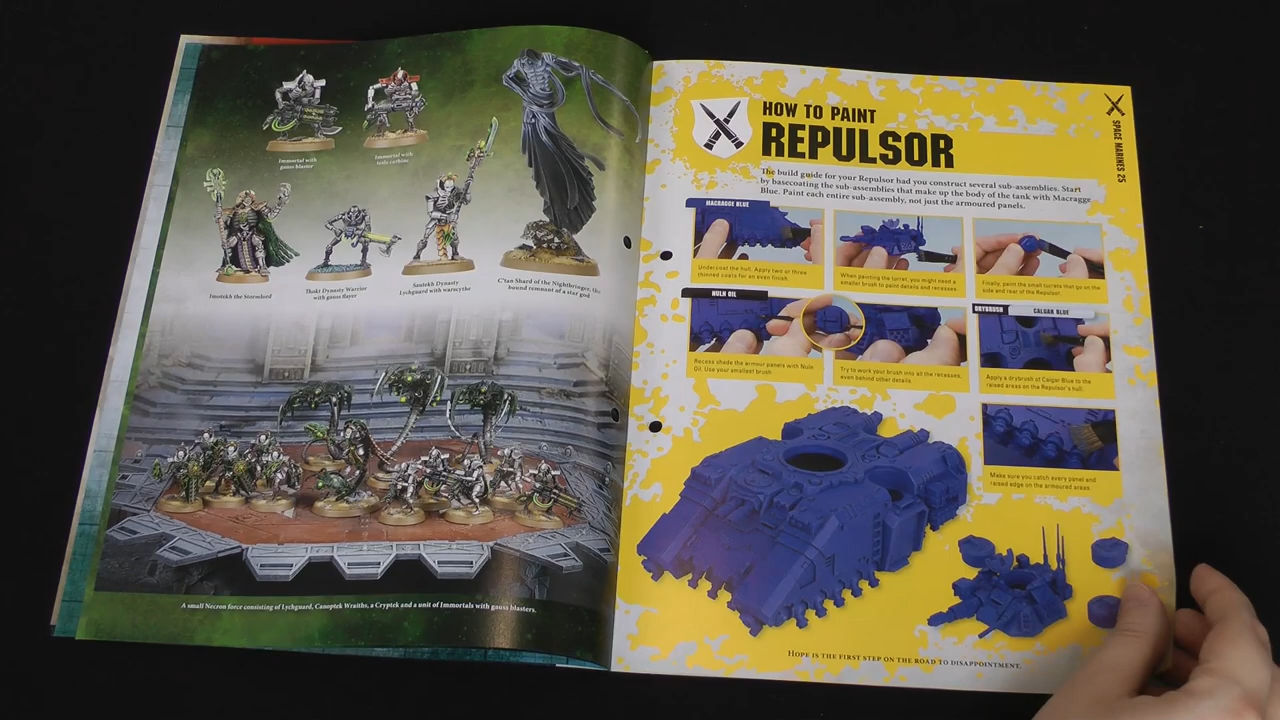 Immortal with
gauss blaster
Immortal with
tesla carbine
Imotekh the Stormlord
Thokt Dynasty Warrior
with gauss flayer
Sautekh Dynasty
Lychguard with warscythe
C'tan Shard of the Nightbringer, the
bound remnant of a star god
A small Necron force consisting of Lychguard, Canoptek Wraiths, a Cryptek and a unit of Immortals with gauss blasters.
HOW TO PAINT
REPULSOR
SPACE MARINES 25
The build guide for your Repulsor had you construct several sub-assemblies. Start
by basecoating the sub-assemblies that make up the body of the tank with Macragge
Blue. Paint each entire sub-assembly, not just the armoured panels.
MACRAGGE BLUE
Undercoat the hull. Apply two or three
thinned coats for an even finish.
When painting the turret, you might need a
smaller brush to paint details and recesses.
Finally, paint the small turrets that go on the
side and rear of the Repulsor.
NULN OIL
Recess shade the armour panels with Nuln
Oil. Use your smallest brush
Try to work your brush into all the recesses,
even behind other details
DRYBRUSH
CALGAR BLUE
Apply a drybrush of Calgar Blue to the
raised areas on the Repulsor's hull.
Make sure you catch every panel and
raised edge on the armoured areas
HOPE IS THE FIRST STEP ON THE ROAD TO DISAPPOINTMENT.